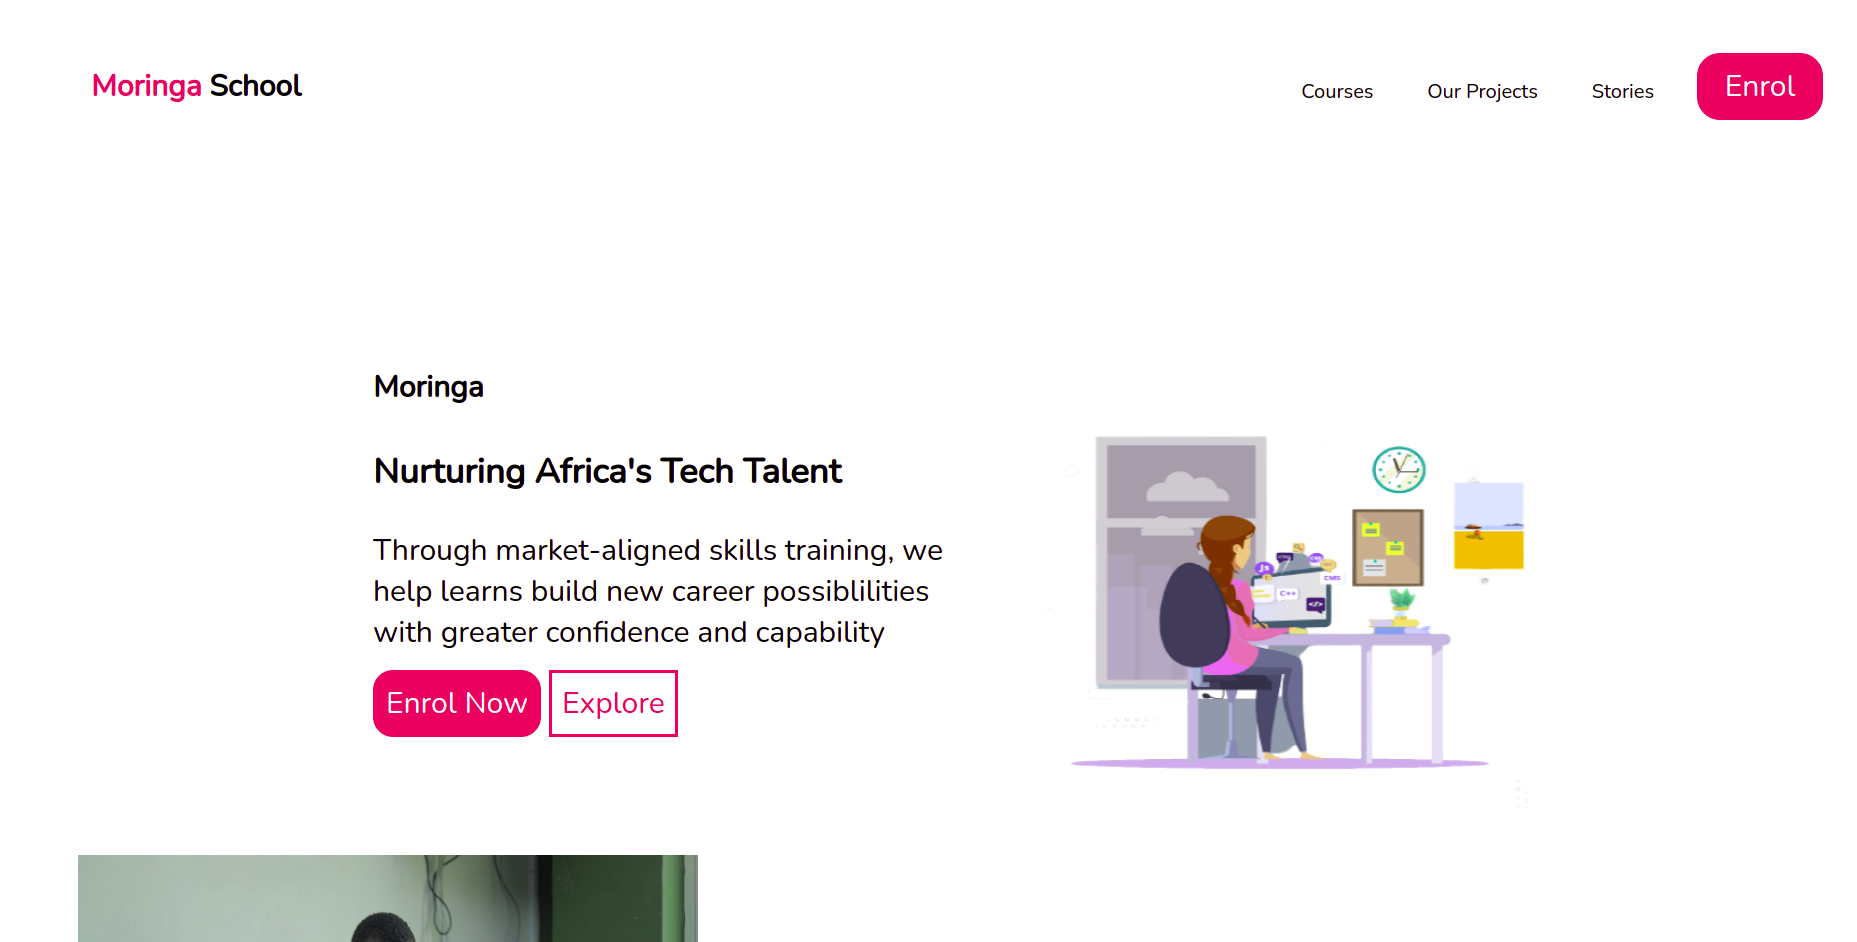 Moringa School
Courses
Our Projects
Stories
Enrol
Moringa
Nurturing Africa's Tech Talent
Through market-aligned skills training, we
help learns build new career possiblilities
with greater confidence and capability
Enrol Now
Explore
Js
CMS
C++
</>